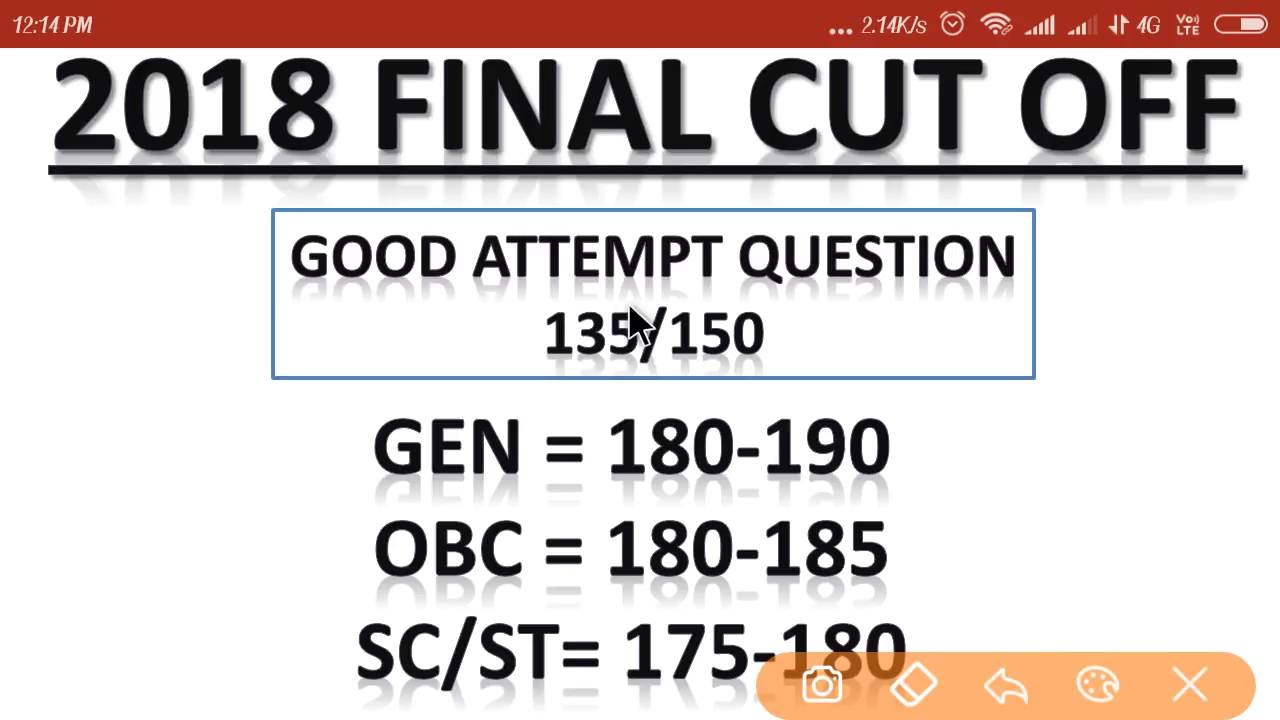 12:14 PM
... 2.14K/s 4G Vo)) LTE
2018 FINAL CUT OFF
GOOD ATTEMPT QUESTION
135/150
GEN = 180-190
OBC = 180-185
SC/ST= 175-180